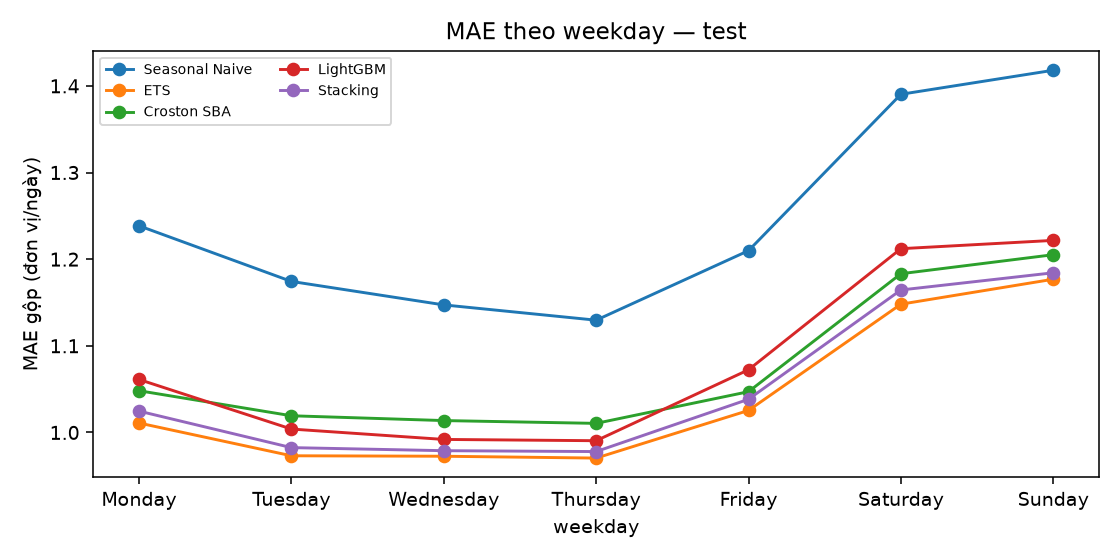 MAE theo weekday — test
Seasonal Naive
ETS
Croston SBA
LightGBM
Stacking
MAE gộp (đơn vị/ngày)
1.4
1.3
1.2
1.1
1.0
Monday Tuesday Wednesday Thursday Friday Saturday Sunday
weekday